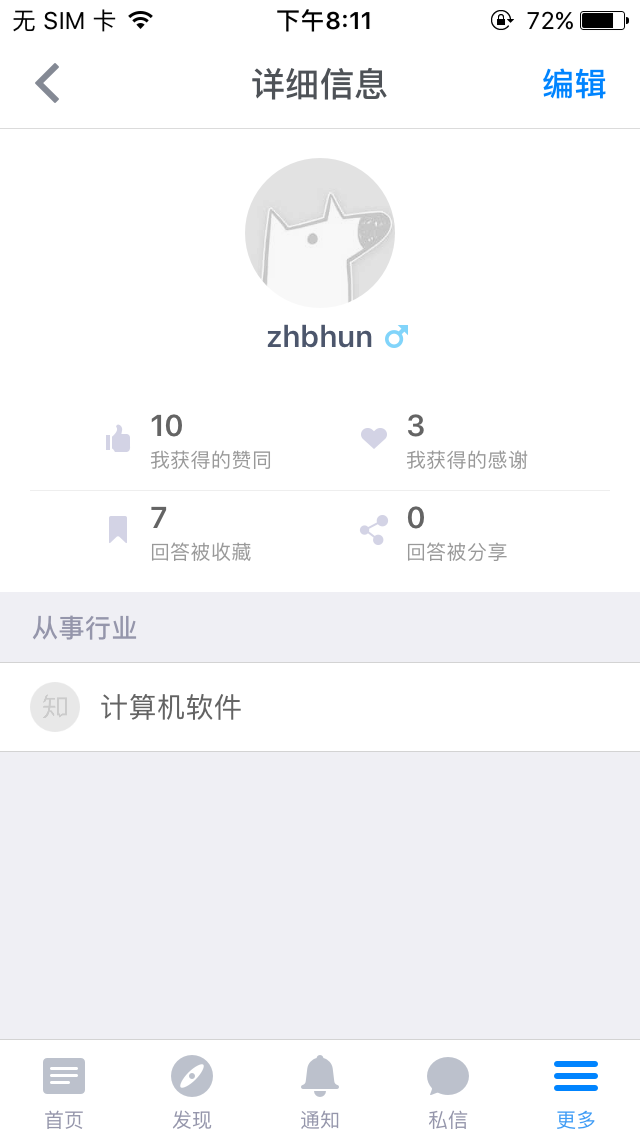 无 SIM 卡 下午8:11 72%
详细信息 编辑
zhbhun
10 3
我获得的赞同 我获得的感谢
7 0
回答被收藏 回答被分享
从事行业
知 计算机软件
首页 发现 通知 私信 更多